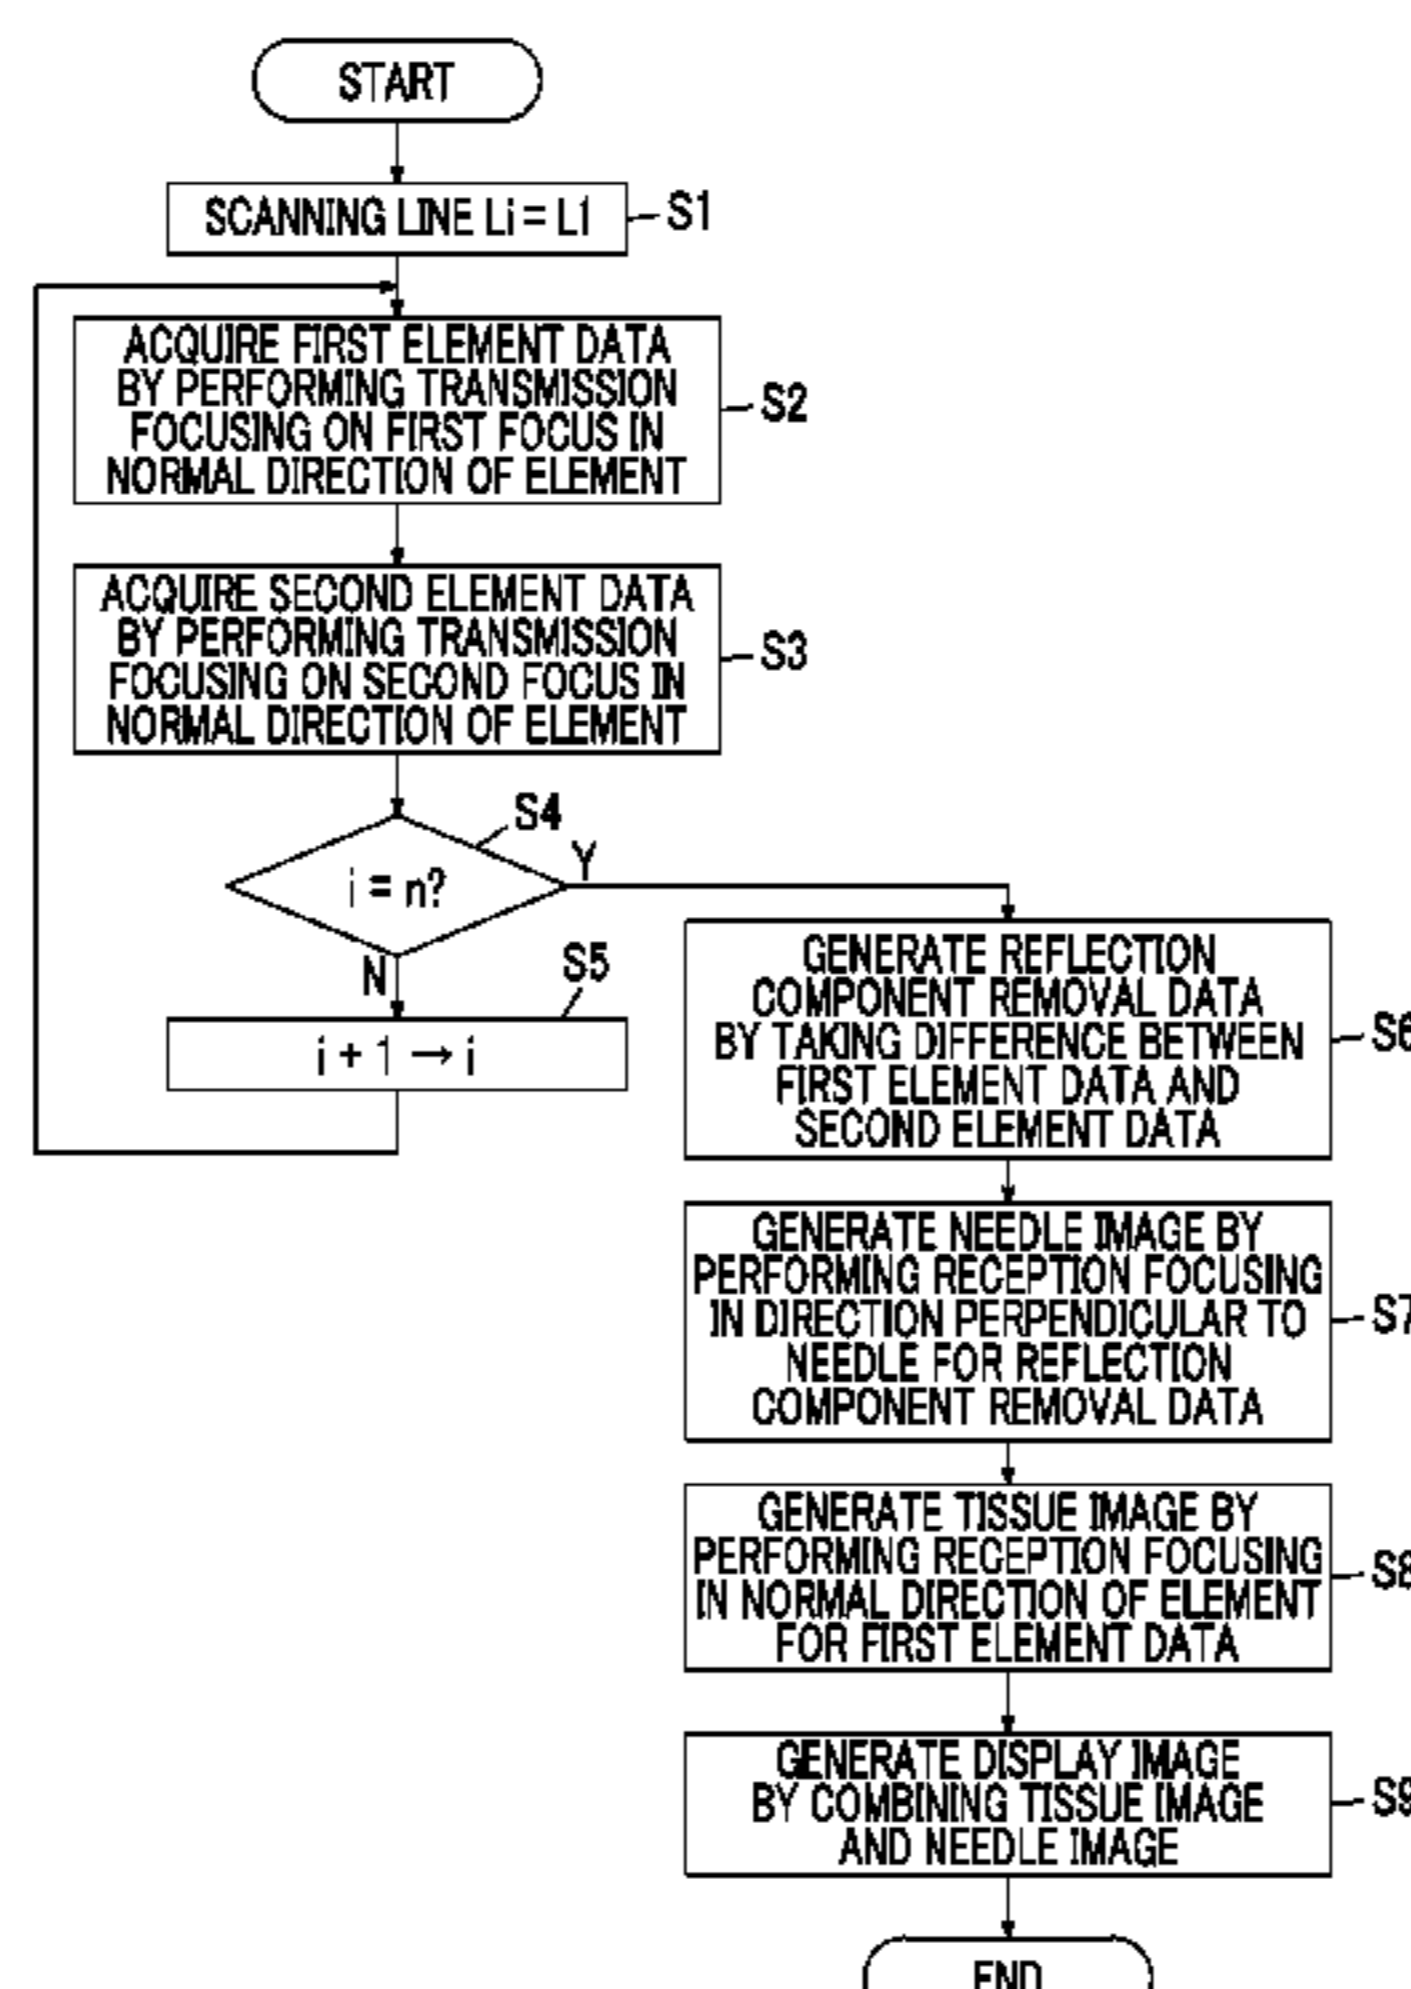 START
SCANNING LINE Li = L1
S1
ACQUIRE FIRST ELEMENT DATA
BY PERFORMING TRANSMISSION
FOCUSING ON FIRST FOCUS IN
NORMAL DIRECTION OF ELEMENT
S2
ACQUIRE SECOND ELEMENT DATA
BY PERFORMING TRANSMISSION
FOCUSING ON SECOND FOCUS IN
NORMAL DIRECTION OF ELEMENT
S3
S4
i = n?
Y
N
S5
i + 1 → i
GENERATE REFLECTION
COMPONENT REMOVAL DATA
BY TAKING DIFFERENCE BETWEEN
FIRST ELEMENT DATA AND
SECOND ELEMENT DATA
S6
GENERATE NEEDLE IMAGE BY
PERFORMING RECEPTION FOCUSING
IN DIRECTION PERPENDICULAR TO
NEEDLE FOR REFLECTION
COMPONENT REMOVAL DATA
S7
GENERATE TISSUE IMAGE BY
PERFORMING RECEPTION FOCUSING
IN NORMAL DIRECTION OF ELEMENT
FOR FIRST ELEMENT DATA
S8
GENERATE DISPLAY IMAGE
BY COMBINING TISSUE IMAGE
AND NEEDLE IMAGE
S9
END